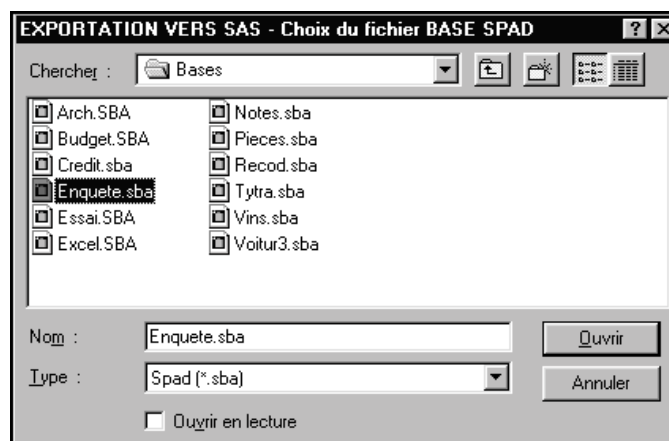 EXPORTATION VERS SAS - Choix du fichier BASE SPAD
Chercher :
Bases
Arch.SBA
Budget.SBA
Credit.sba
Enquete.sba
Essai.SBA
Excel.SBA
Notes.sba
Pieces.sba
Recod.sba
Tytra.sba
Vins.sba
Voitur3.sba
Nom :
Enquete.sba
Ouvrir
Type :
Spad (*.sba)
Annuler
Ouvrir en lecture